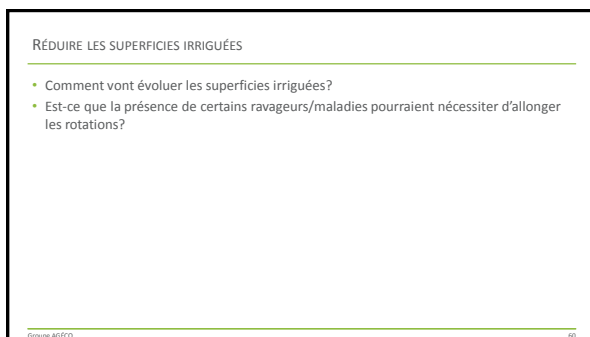 RÉDUIRE LES SUPERFICIES IRRIGUÉES
• Comment vont évoluer les superficies irriguées?
• Est-ce que la présence de certains ravageurs/maladies pourraient nécessiter d'allonger
les rotations?
Groupe AGÉCO 60